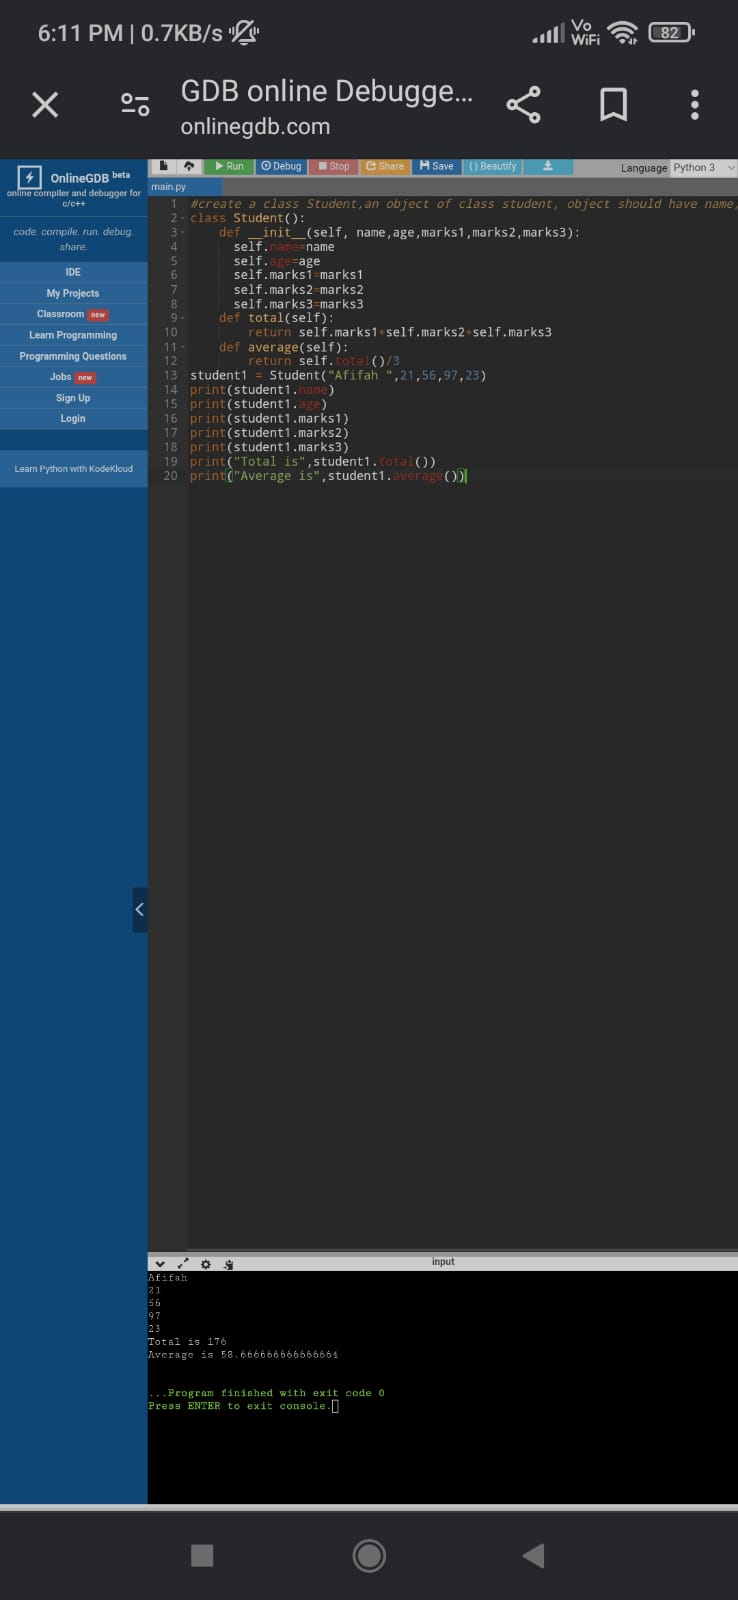 6:11 PM | 0.7KB/s
Vo
WiFi
82
GDB online Debugge...
onlinegdb.com
OnlineGDB beta
online compiler and debugger for
c/c++
code. compile. run. debug.
share.
IDE
My Projects
Classroom new
Learn Programming
Programming Questions
Jobs new
Sign Up
Login
Learn Python with KodeKloud
Run Debug Stop Share Save {} Beautify Language Python 3
main.py
1 #create a class Student,an object of class student, object should have name,
2 class Student():
3 def __init__(self, name,age,marks1,marks2,marks3):
4 self.name=name
5 self.age=age
6 self.marks1=marks1
7 self.marks2=marks2
8 self.marks3=marks3
9 def total(self):
10 return self.marks1+self.marks2+self.marks3
11 def average(self):
12 return self.total()/3
13 student1 = Student("Afifah ",21,56,97,23)
14 print(student1.name)
15 print(student1.age)
16 print(student1.marks1)
17 print(student1.marks2)
18 print(student1.marks3)
19 print("Total is",student1.total())
20 print("Average is",student1.average())
input
Afifah
21
56
97
23
Total is 176
Average is 58.666666666666664
...Program finished with exit code 0
Press ENTER to exit console.